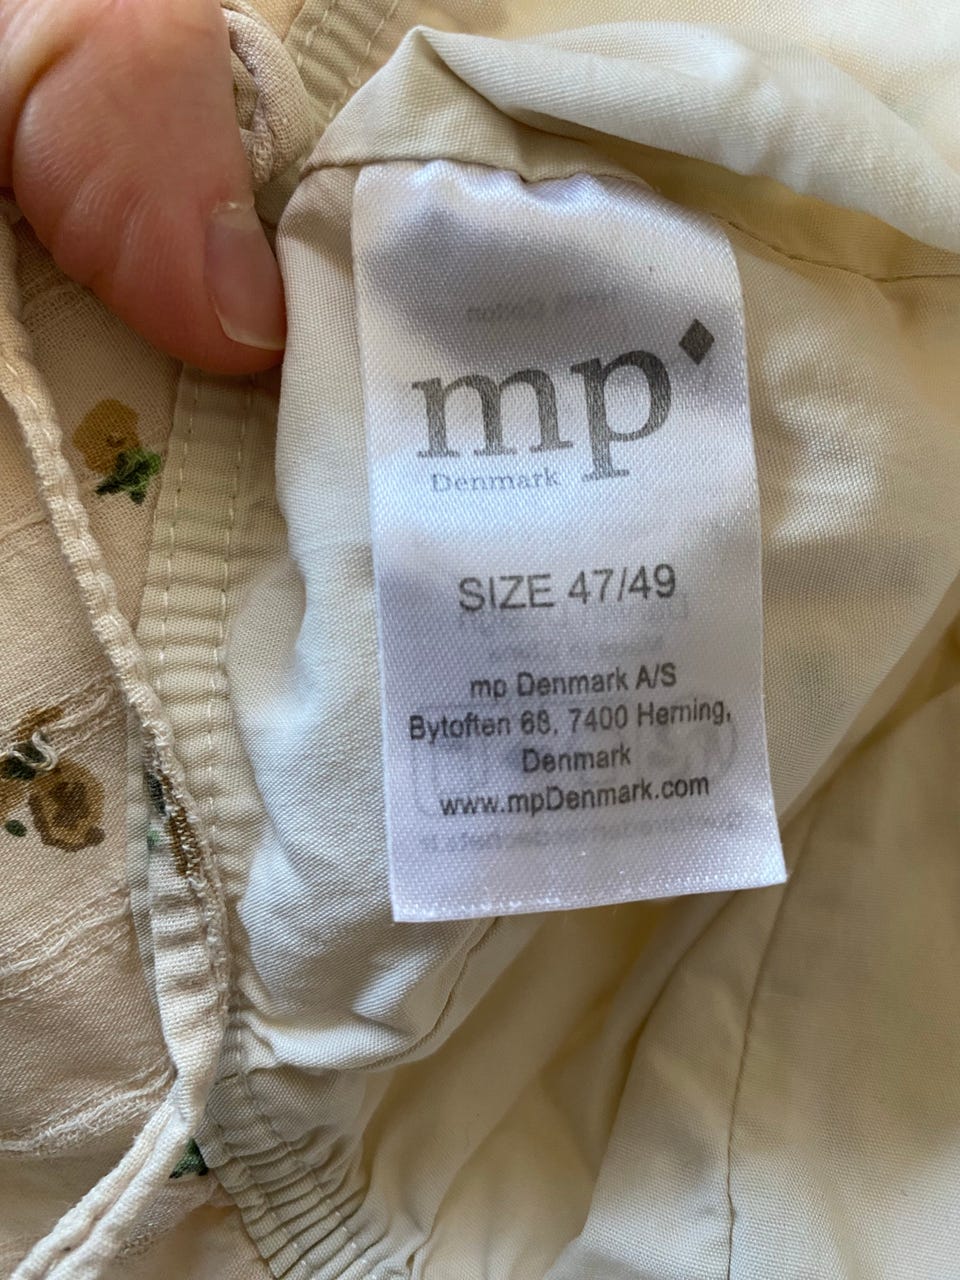 mp
Denmark
SIZE 47/49
mp Denmark A/S
Bytoften 68, 7400 Herning,
Denmark
www.mpDenmark.com